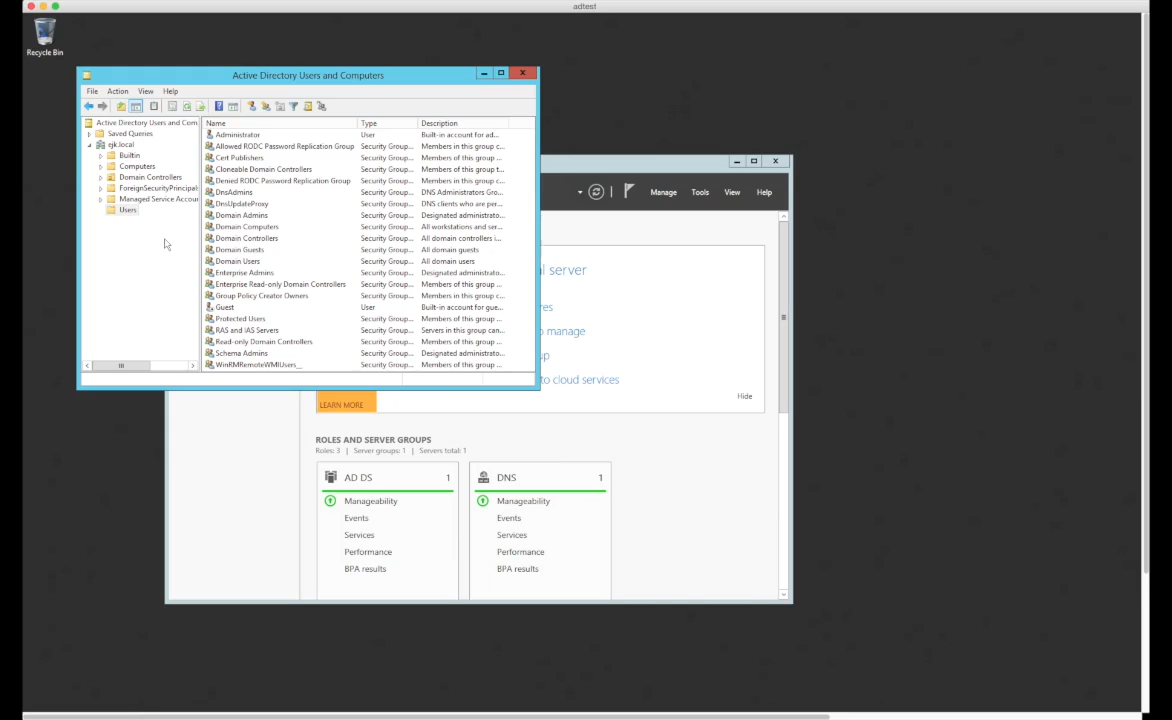 adtest
Recycle Bin
Active Directory Users and Computers
File Action View Help
Active Directory Users and Com
Saved Queries
ejk.local
Builtin
Computers
Domain Controllers
ForeignSecurityPrincipals
Managed Service Accoun
Users
Name Type Description
Administrator User Built-in account for ad...
Allowed RODC Password Replication Group Security Group... Members in this group c...
Cert Publishers Security Group... Members of this group ...
Cloneable Domain Controllers Security Group... Members of this group t...
Denied RODC Password Replication Group Security Group... Members in this group c...
DnsAdmins Security Group... DNS Administrators Gro...
DnsUpdateProxy Security Group... DNS clients who are per...
Domain Admins Security Group... Designated administrato...
Domain Computers Security Group... All workstations and ser...
Domain Controllers Security Group... All domain controllers i...
Domain Guests Security Group... All domain guests
Domain Users Security Group... All domain users
Enterprise Admins Security Group... Designated administrato...
Enterprise Read-only Domain Controllers Security Group... Members of this group ...
Group Policy Creator Owners Security Group... Members in this group c...
Guest User Built-in account for gue...
Protected Users Security Group... Members of this group ...
RAS and IAS Servers Security Group... Servers in this group can...
Read-only Domain Controllers Security Group... Members of this group ...
Schema Admins Security Group... Designated administrato...
WinRMRemoteWMIUsers__ Security Group... Members of this group ...
Manage Tools View Help
al server
res
o manage
up
to cloud services
Hide
LEARN MORE
ROLES AND SERVER GROUPS
Roles: 3 | Server groups: 1 | Servers total: 1
AD DS 1
Manageability
Events
Services
Performance
BPA results
DNS 1
Manageability
Events
Services
Performance
BPA results